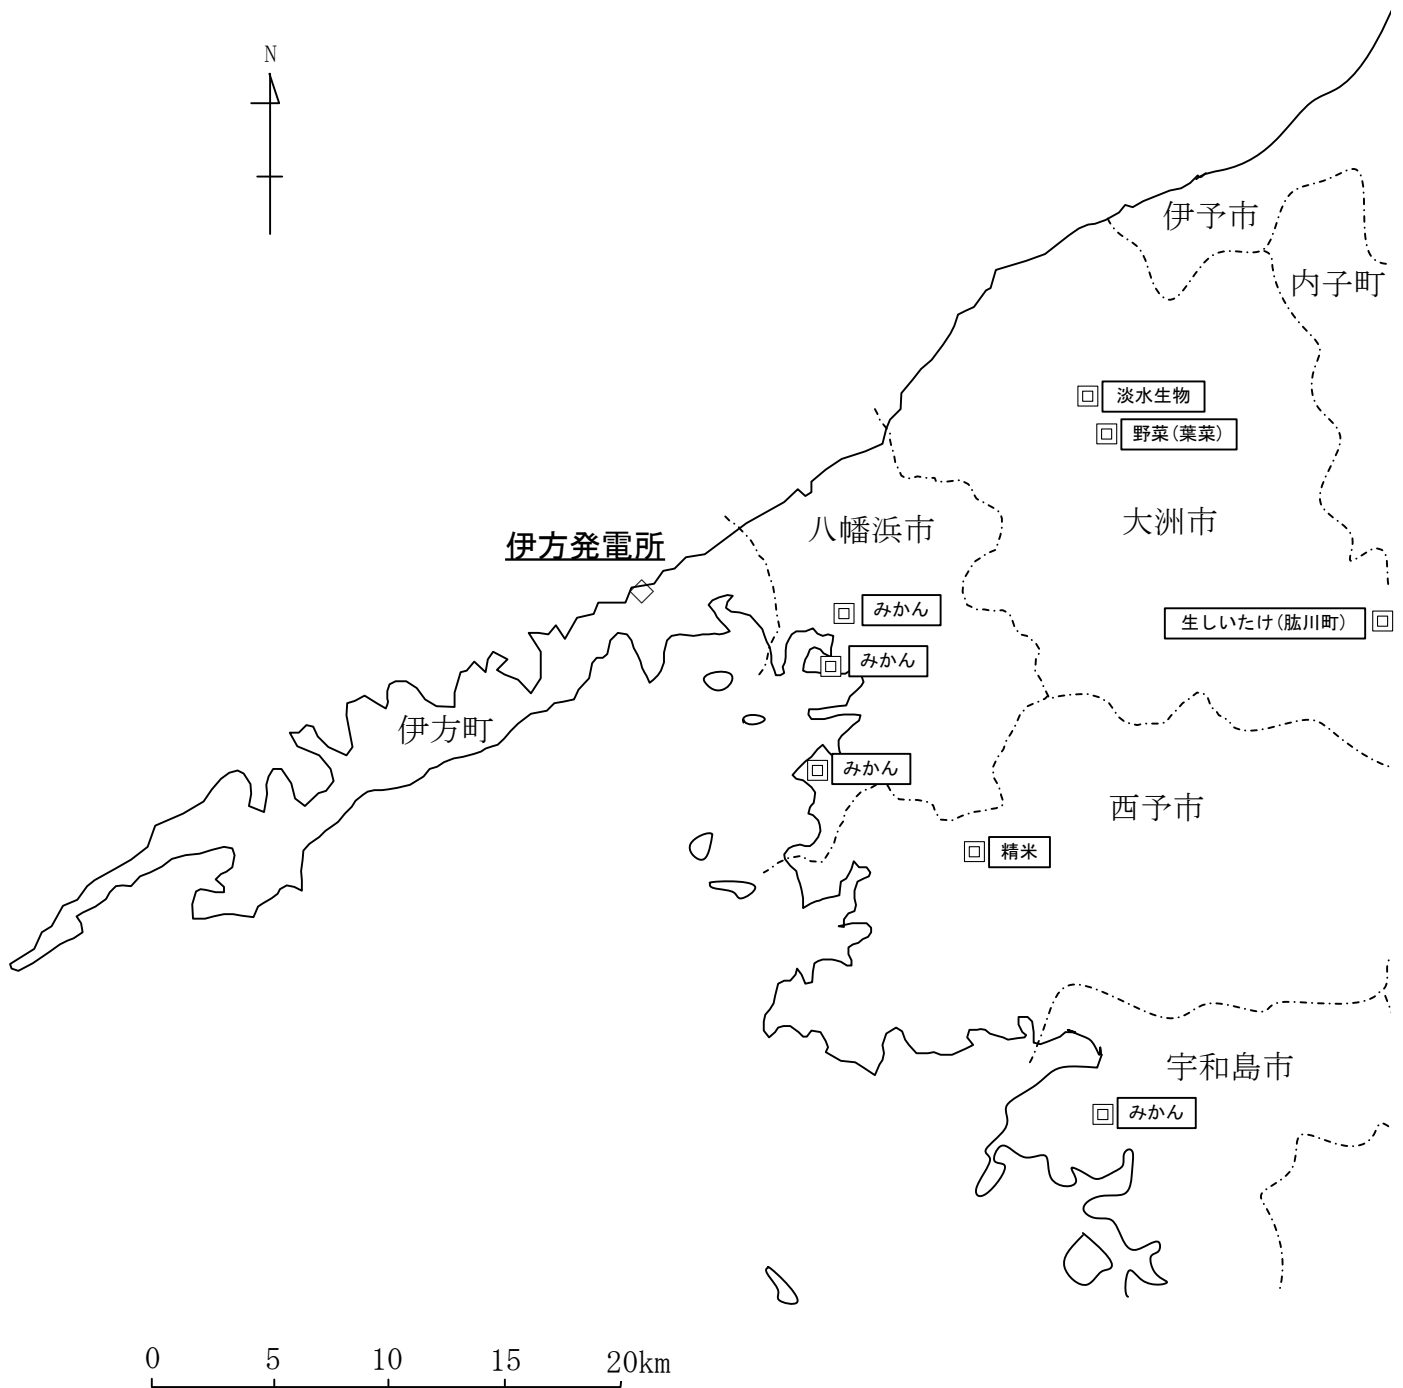 N
伊予市
内子町
淡水生物
野菜(葉菜)
八幡浜市
大洲市
伊方発電所
みかん
生しいたけ(肱川町)
みかん
伊方町
みかん
西予市
精米
宇和島市
みかん
0 5 10 15 20km